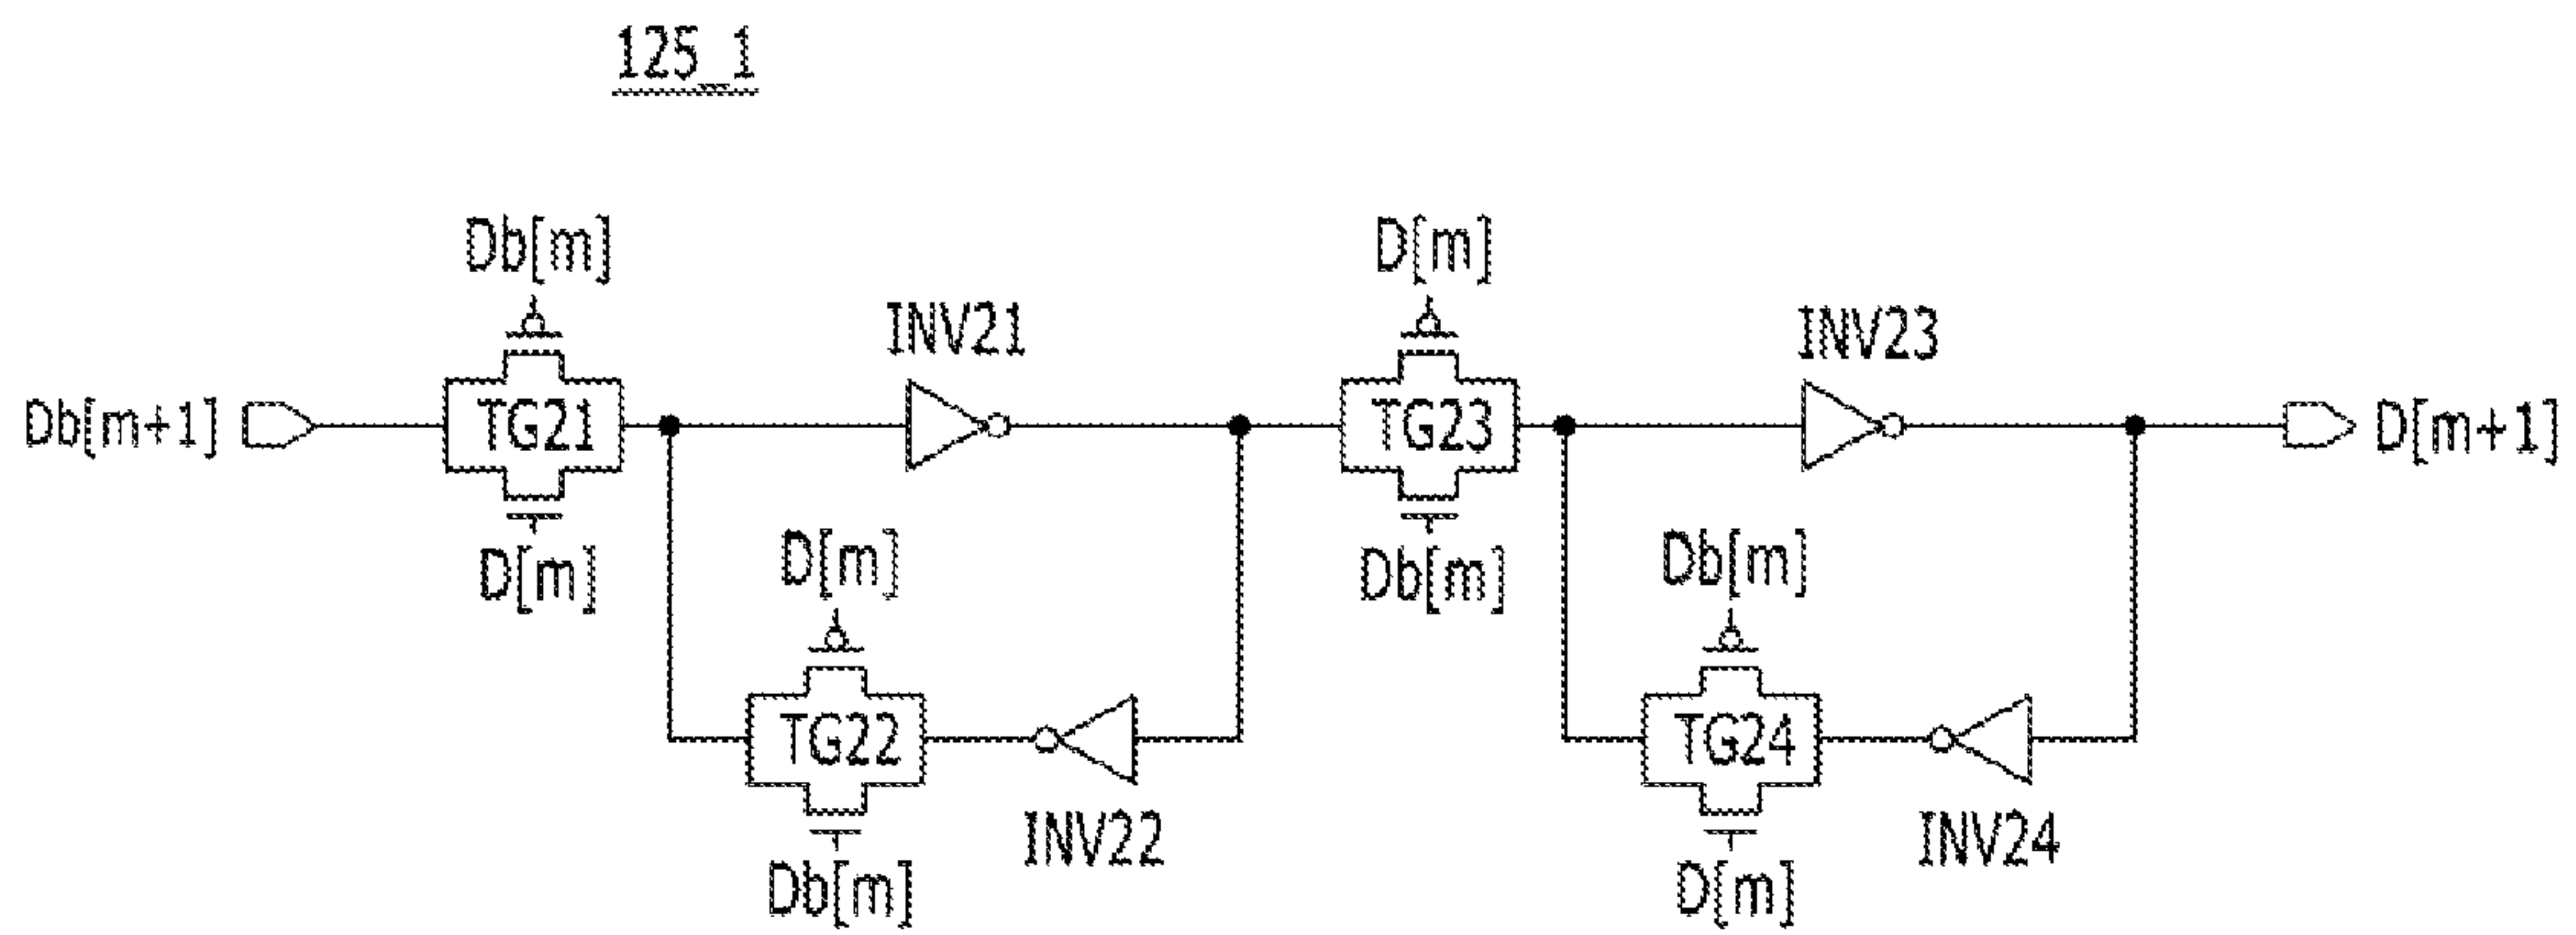 125_1
Db[m]
D[m]
INV21
INV23
Db[m+1]
TG21
TG23
D[m+1]
D[m]
D[m]
Db[m]
Db[m]
TG22
TG24
INV22
INV24
Db[m]
D[m]